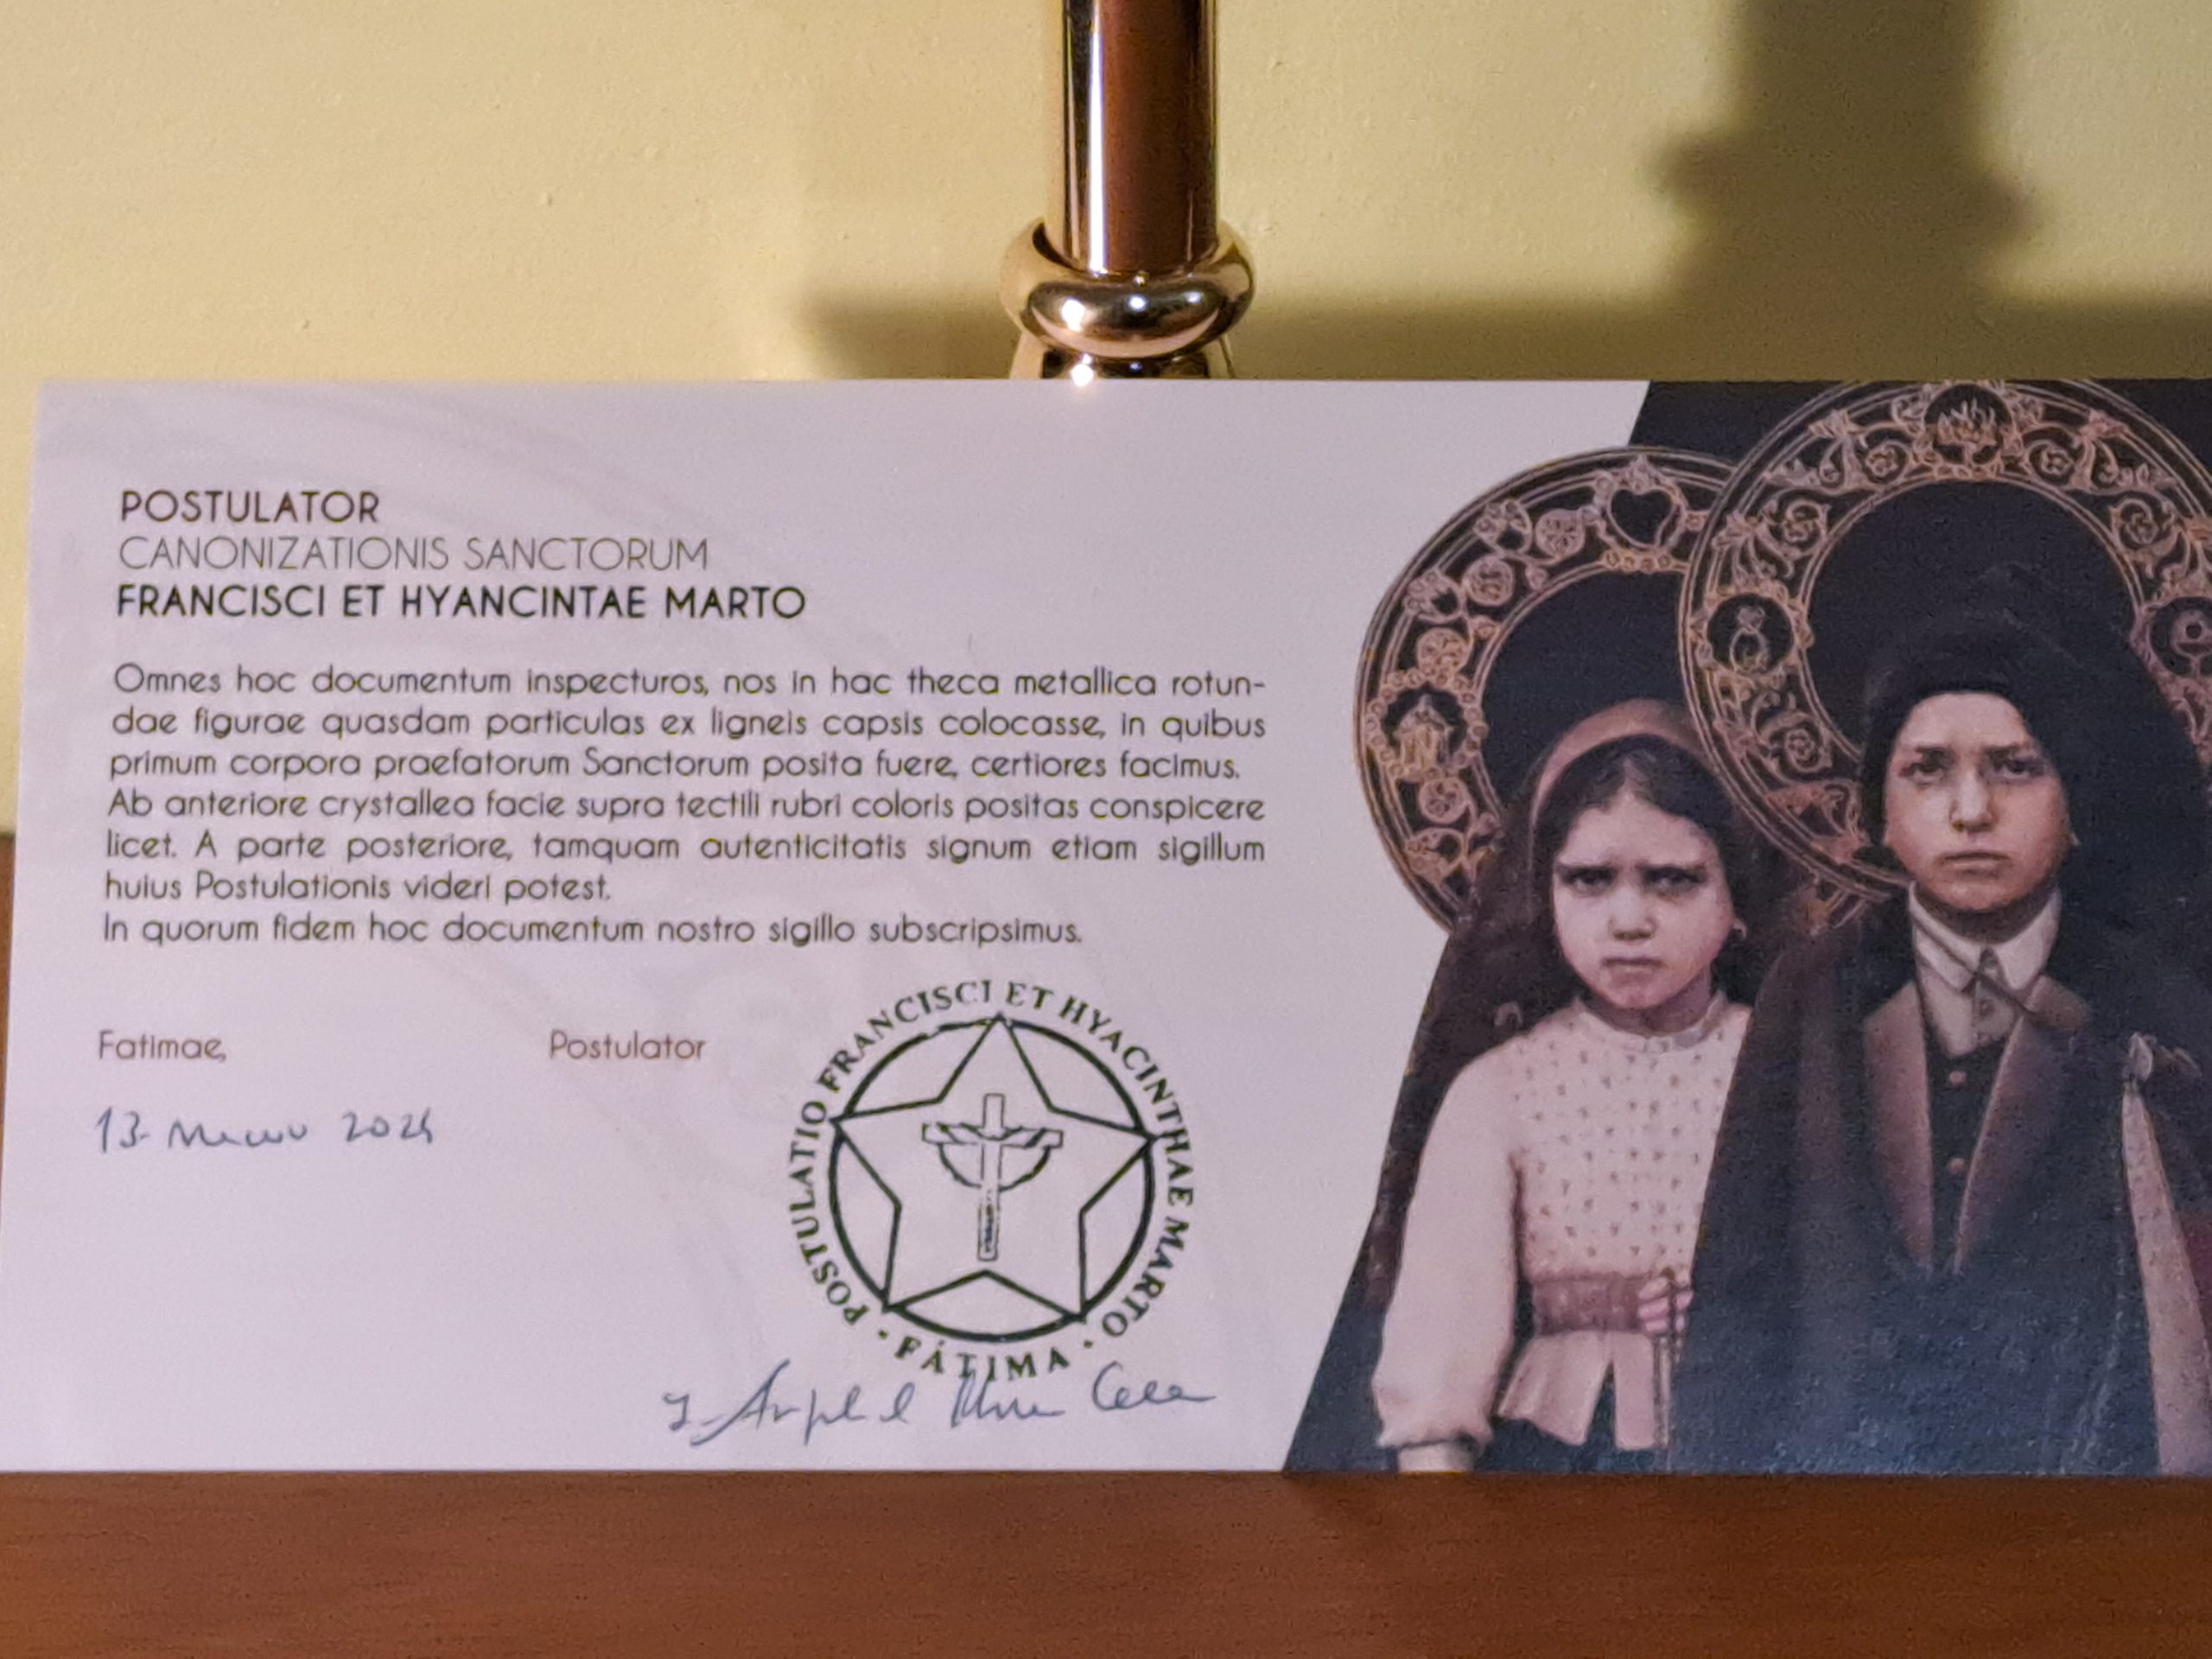 POSTULATOR
CANONIZATIONIS SANCTORUM
FRANCISCI ET HYANCINTAE MARTO
Omnes hoc documentum inspecturos, nos in hac theca metallica rotun-
dae figurae quasdam particulas ex ligneis capsis colocasse, in quibus
primum corpora praefatorum Sanctorum posita fuere, certiores facimus.
Ab anteriore crystallea facie supra tectili rubri coloris positas conspicere
licet. A parte posteriore, tamquam autenticitatis signum etiam sigillum
huius Postulationis videri potest.
In quorum fidem hoc documentum nostro sigillo subscripsimus.
Fatimae,
Postulator
13
POSTULATIO FRANCISCI ET HYACINTHAE MARTO · FÁTIMA ·